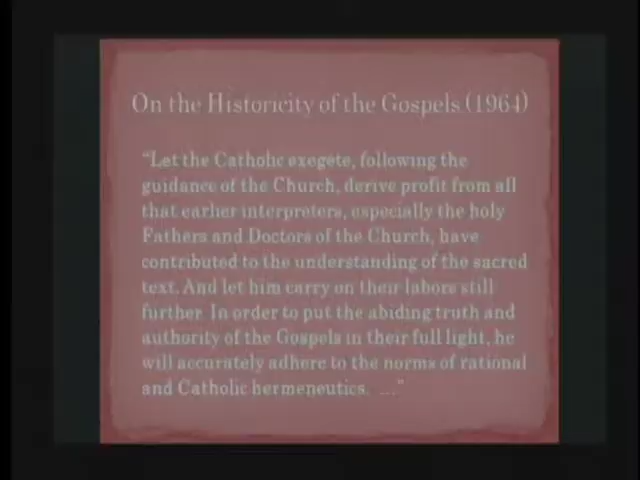 On the Historicity of the Gospels (1964)
“Let the Catholic exegete, following the
guidance of the Church, derive profit from all
that earlier interpreters, especially the holy
Fathers and Doctors of the Church, have
contributed to the understanding of the sacred
text. And let him carry on their labors still
further. In order to put the abiding truth and
authority of the Gospels in their full light, he
will accurately adhere to the norms of rational
and Catholic hermeneutics. ...”